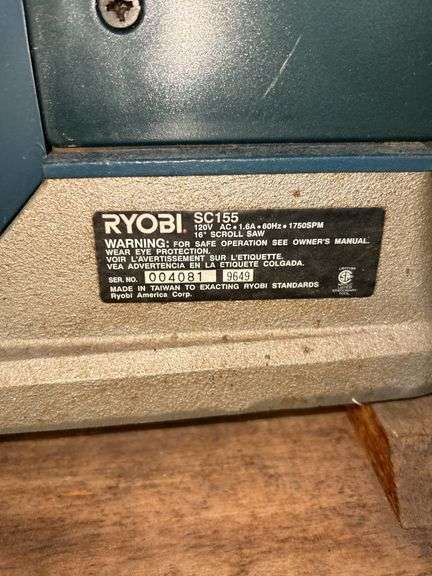 RYOBI SC155
120V AC • 1.6A • 60Hz • 1750SPM
16" SCROLL SAW
WARNING: FOR SAFE OPERATION SEE OWNER'S MANUAL.
WEAR EYE PROTECTION.
VOIR L'AVERTISSEMENT SUR L'ETIQUETTE.
VEA ADVERTENCIA EN LA ETIQUETE COLGADA.
SER. NO. 004081 9649
MADE IN TAIWAN TO EXACTING RYOBI STANDARDS
Ryobi America Corp.